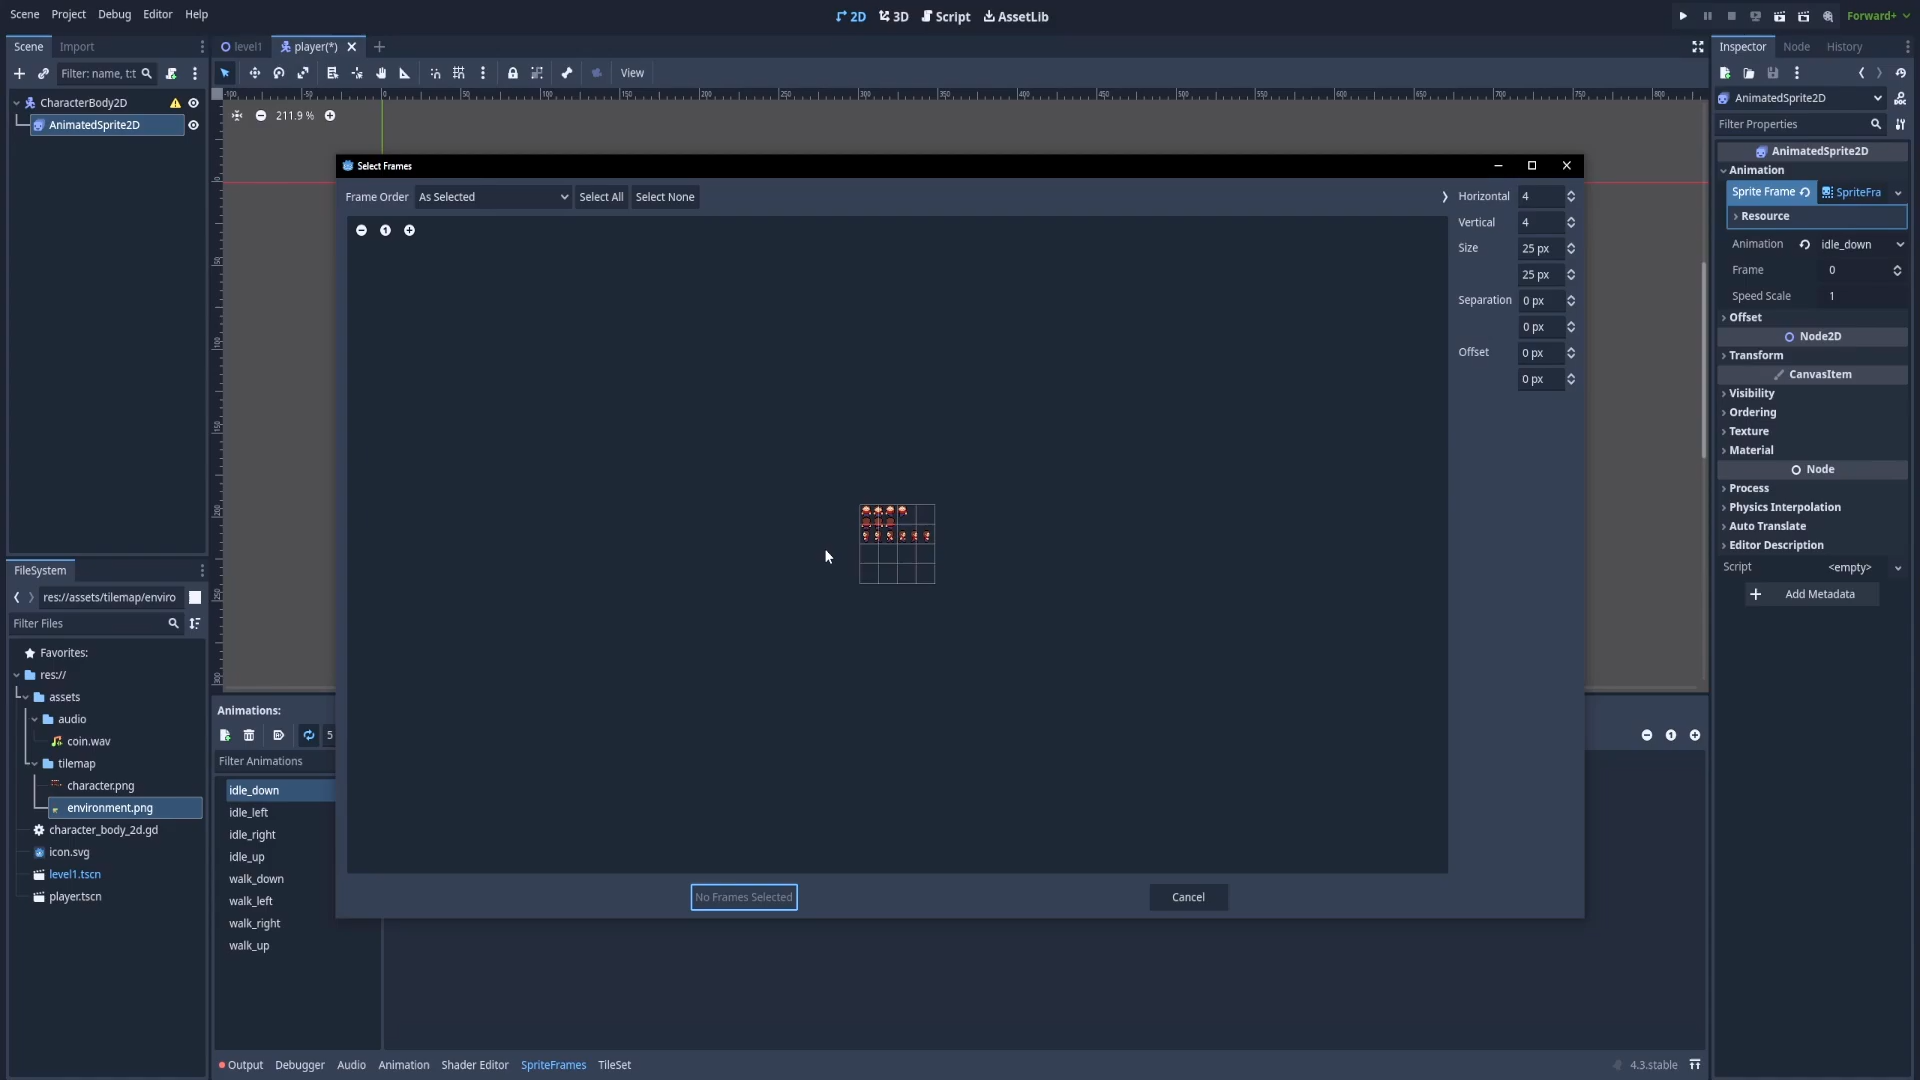 Scene Project Debug Editor Help
2D 3D Script AssetLib
Forward+
Scene Import
level1 player(*)
Inspector Node History
Filter: name, t:t
View
AnimatedSprite2D
CharacterBody2D
AnimatedSprite2D
211.9 %
Filter Properties
AnimatedSprite2D
Animation
Sprite Frame SpriteFra
Resource
Animation idle_down
Frame 0
Speed Scale 1
Offset
Node2D
Transform
CanvasItem
Visibility
Ordering
Texture
Material
Node
Process
Physics Interpolation
Auto Translate
Editor Description
Script <empty>
Add Metadata
Select Frames
Frame Order As Selected Select All Select None
Horizontal 4
Vertical 4
Size 25 px
25 px
Separation 0 px
0 px
Offset 0 px
0 px
No Frames Selected Cancel
FileSystem
res://assets/tilemap/enviro
Filter Files
Favorites:
res://
assets
audio
coin.wav
tilemap
character.png
environment.png
character_body_2d.gd
icon.svg
level1.tscn
player.tscn
Animations:
5
Filter Animations
idle_down
idle_left
idle_right
idle_up
walk_down
walk_left
walk_right
walk_up
Output Debugger Audio Animation Shader Editor SpriteFrames TileSet
4.3.stable